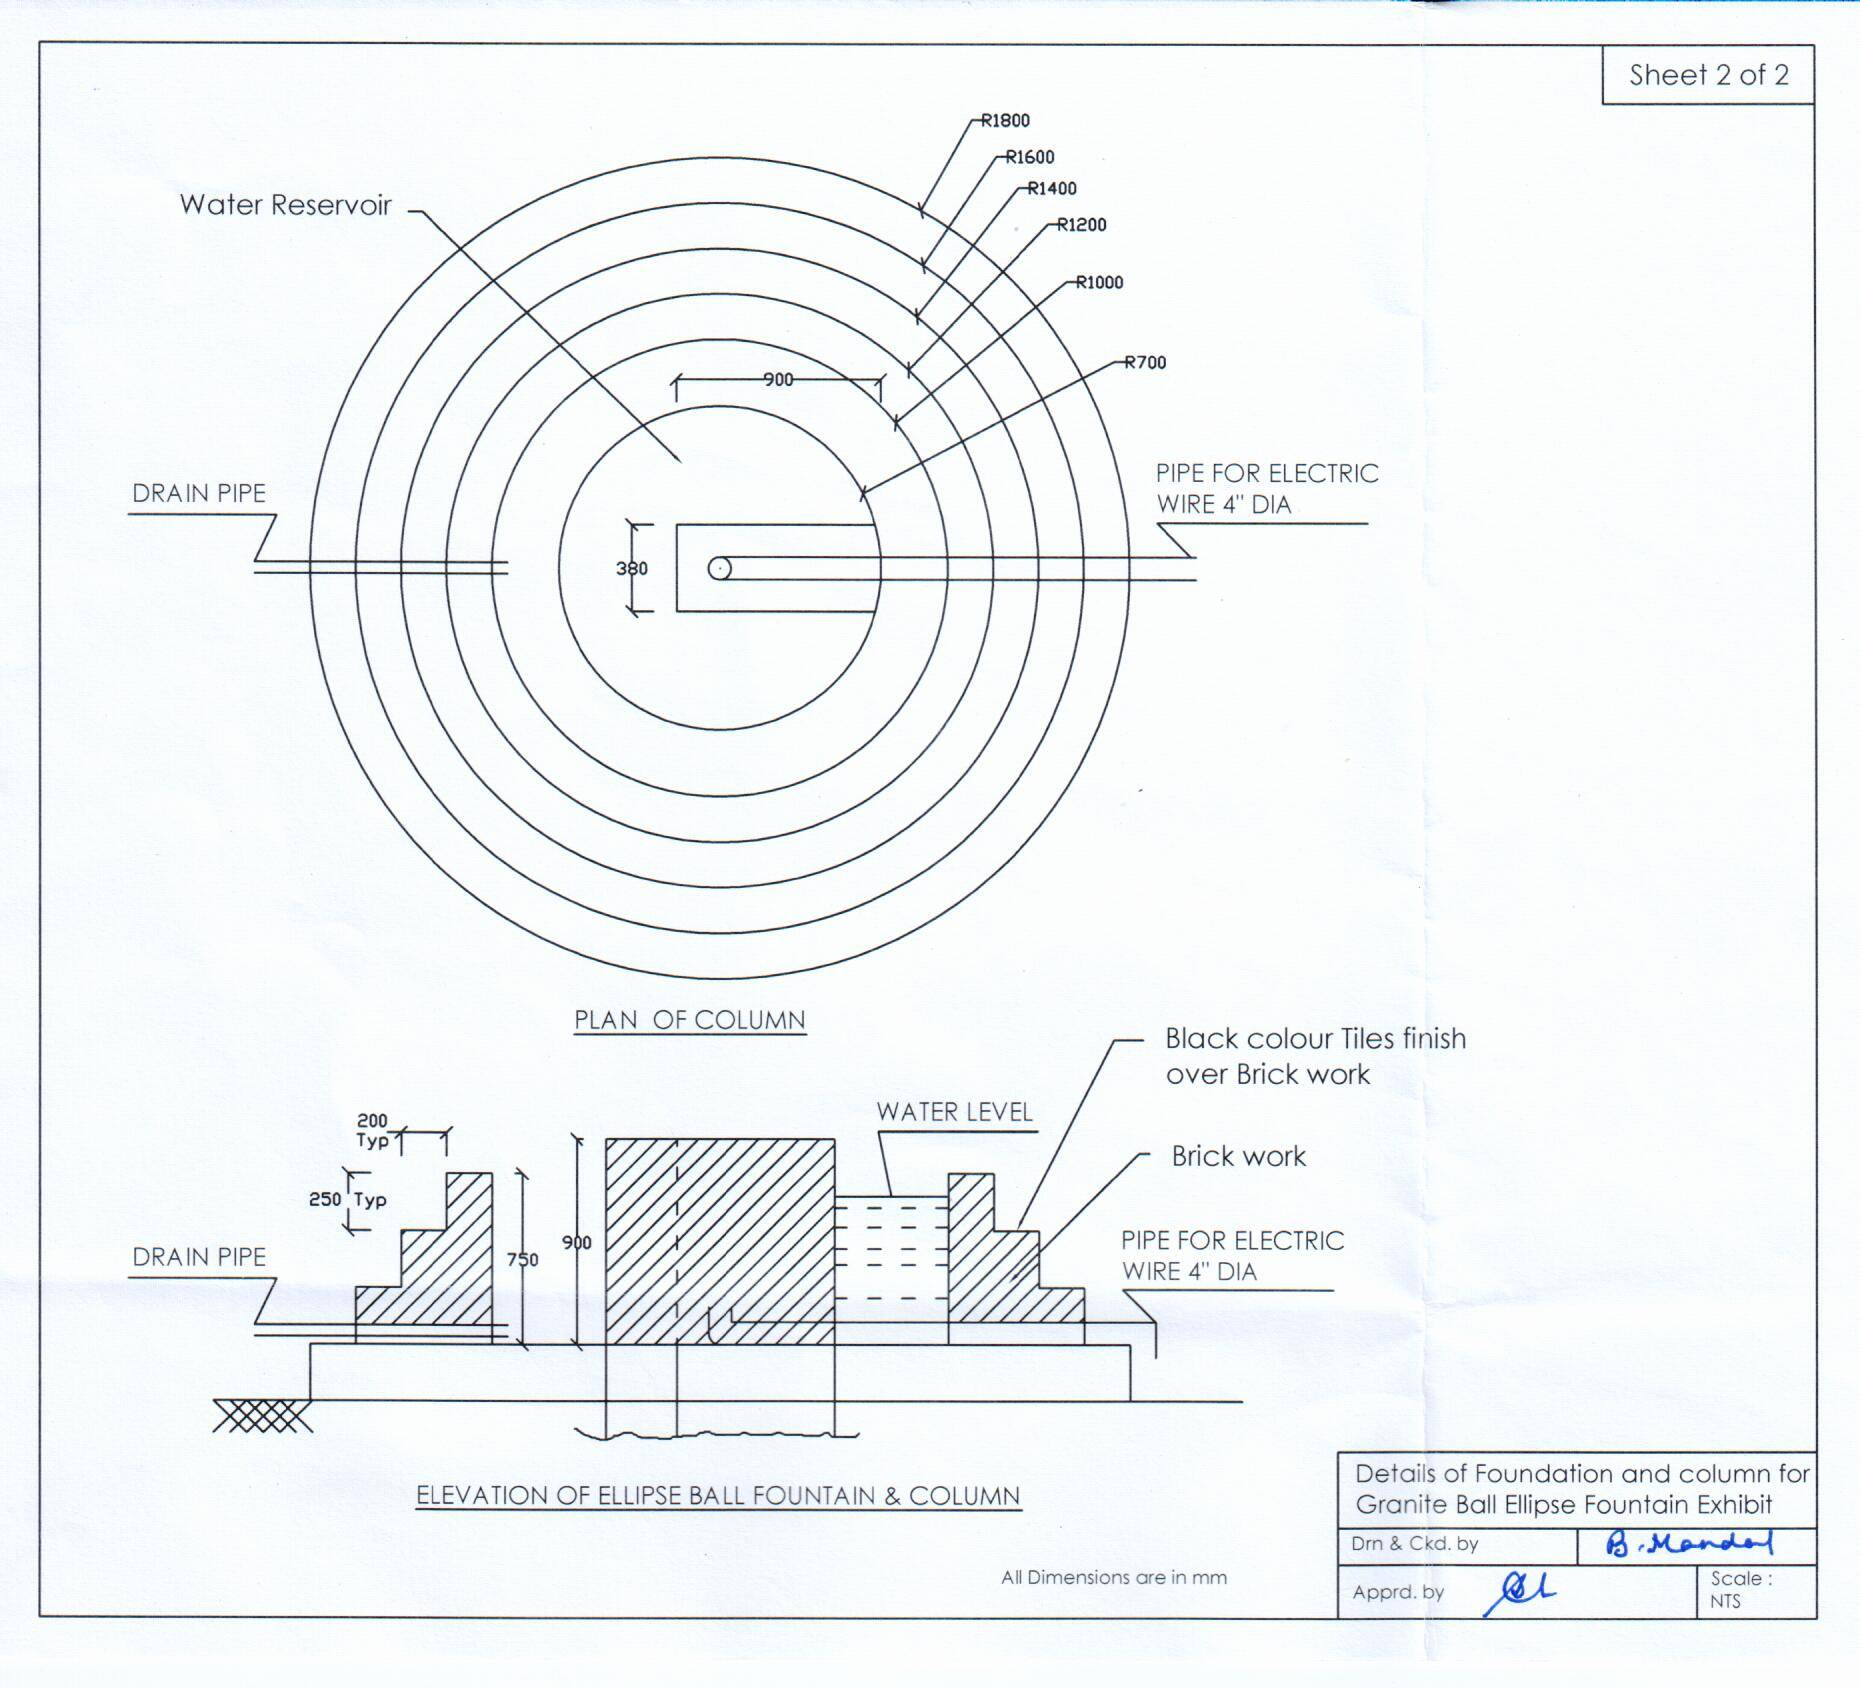 Sheet 2 of 2
R1800
R1600
R1400
R1200
R1000
R700
Water Reservoir
900
DRAIN PIPE
380
PIPE FOR ELECTRIC
WIRE 4" DIA
PLAN OF COLUMN
Black colour Tiles finish
over Brick work
WATER LEVEL
Brick work
200
Typ
250 Typ
750
900
DRAIN PIPE
PIPE FOR ELECTRIC
WIRE 4" DIA
ELEVATION OF ELLIPSE BALL FOUNTAIN & COLUMN
All Dimensions are in mm
Details of Foundation and column for
Granite Ball Ellipse Fountain Exhibit
Drn & Ckd. by B. Mandal
Apprd. by
Scale :
NTS